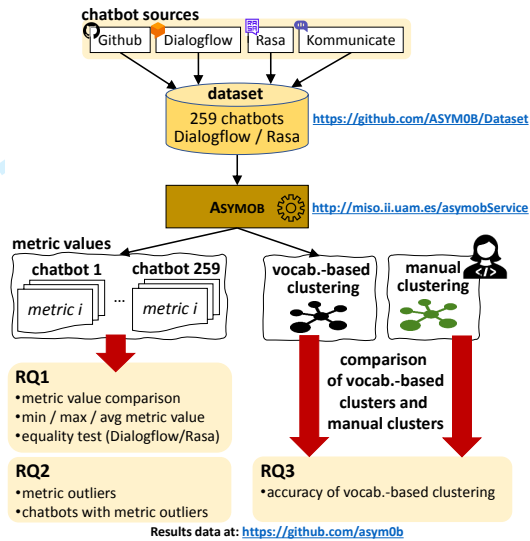 chatbot sources
Github
Dialogflow
Rasa
Kommunicate
dataset
259 chatbots
Dialogflow / Rasa
https://github.com/ASYM0B/Dataset
ASYMOB
http://miso.ii.uam.es/asymobService
metric values
chatbot 1
chatbot 259
metric i
...
metric i
vocab.-based
clustering
manual
clustering
comparison
of vocab.-based
clusters and
manual clusters
RQ1
•metric value comparison
•min / max / avg metric value
•equality test (Dialogflow/Rasa)
RQ2
•metric outliers
•chatbots with metric outliers
RQ3
•accuracy of vocab.-based clustering
Results data at: https://github.com/asym0b